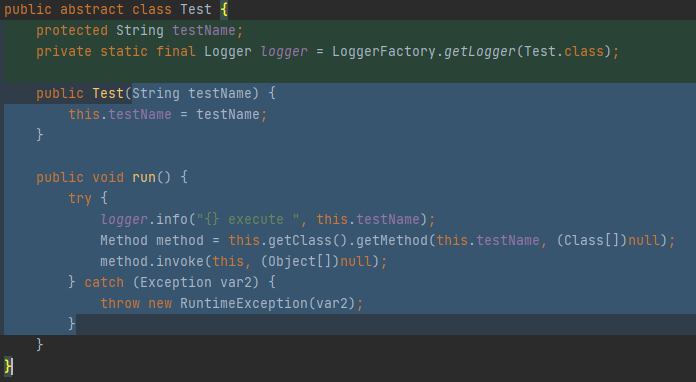 public abstract class Test {
    protected String testName;
    private static final Logger logger = LoggerFactory.getLogger(Test.class);
    public Test(String testName) {
        this.testName = testName;
    }
    public void run() {
        try {
            logger.info("{} execute ", this.testName);
            Method method = this.getClass().getMethod(this.testName, (Class[])null);
            method.invoke(this, (Object[])null);
        } catch (Exception var2) {
            throw new RuntimeException(var2);
        }
    }
}